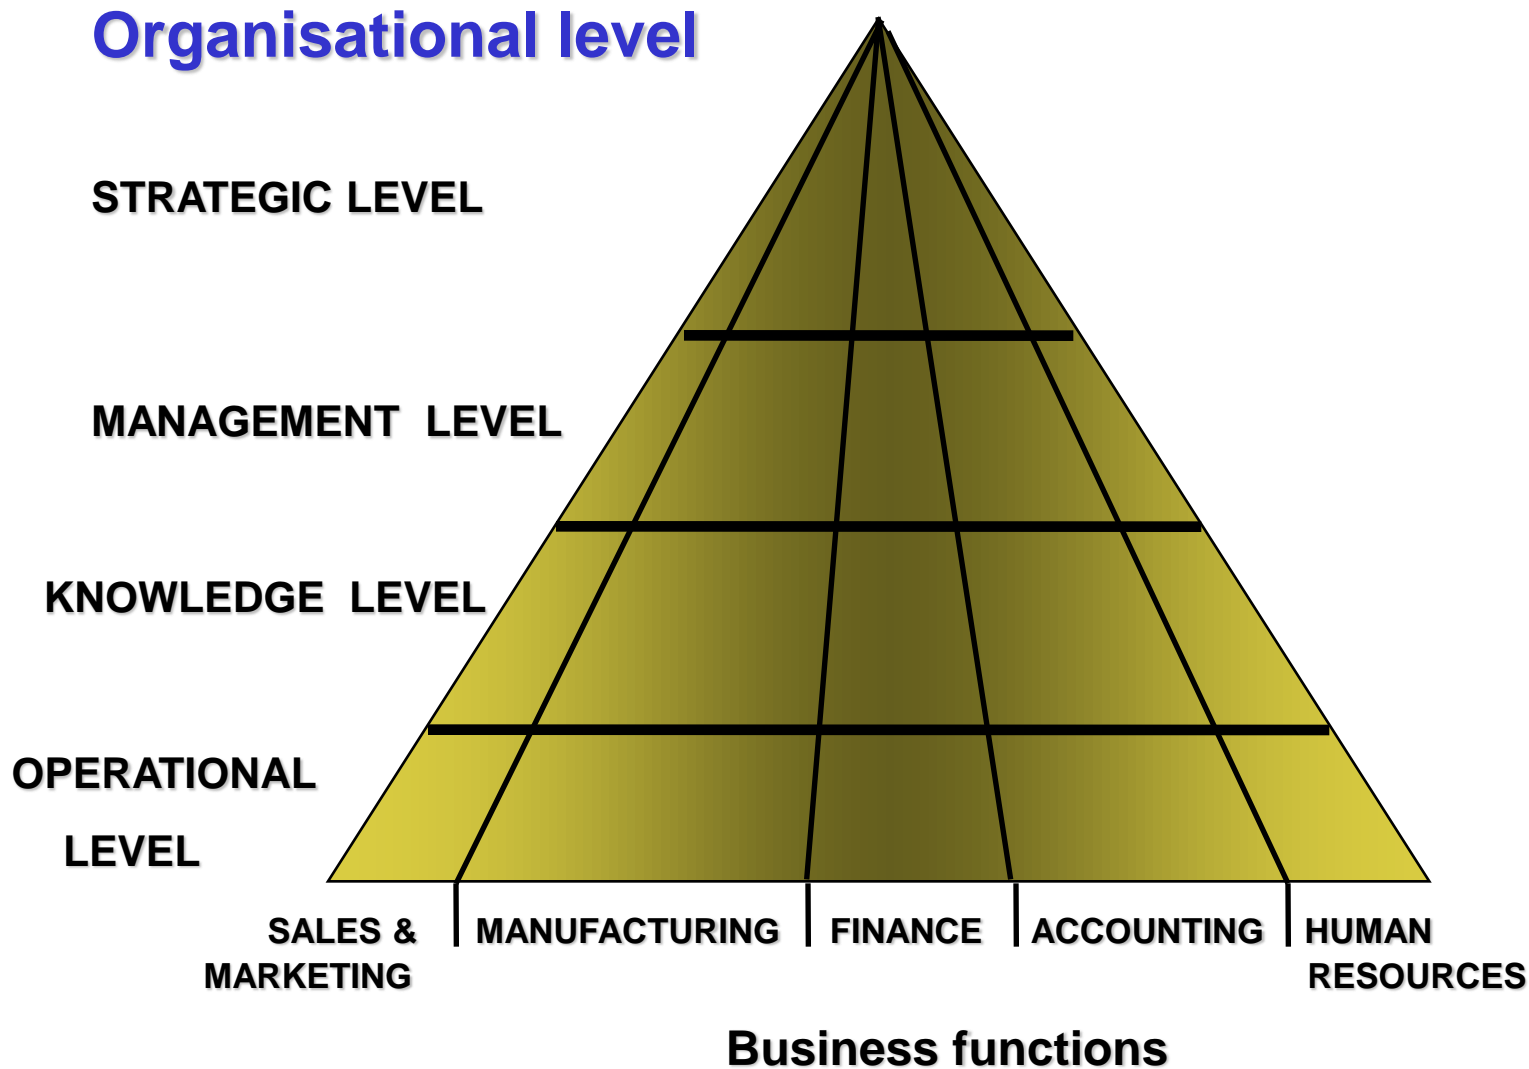 Organisational level
STRATEGIC LEVEL
MANAGEMENT LEVEL
KNOWLEDGE LEVEL
OPERATIONAL
LEVEL
SALES & MANUFACTURING FINANCE ACCOUNTING HUMAN
MARKETING RESOURCES
Business functions